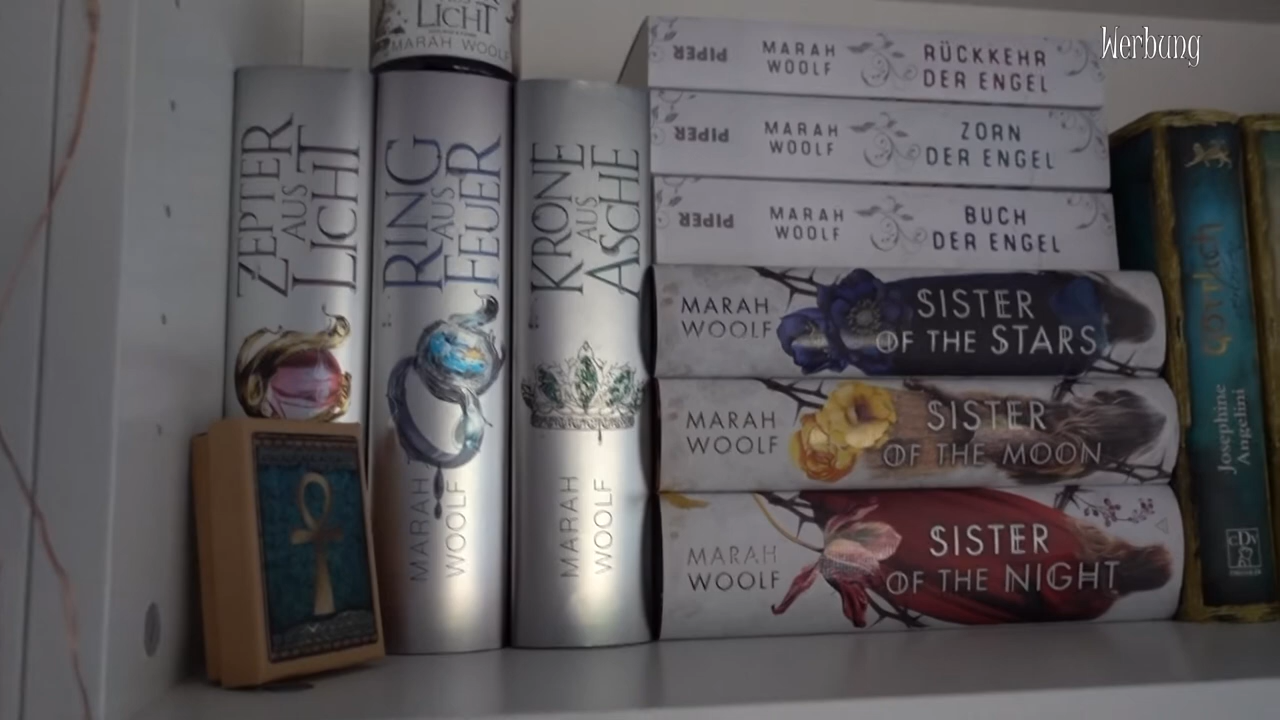 Werbung
LICHT
MARAH WOOLF
ZEPTER
AUS
LICHT
RING
AUS
FEUER
MARAH
WOOLF
KRONE
AUS
ASCHE
MARAH
WOOLF
PIPER
MARAH
WOOLF
RÜCKKEHR
DER ENGEL
PIPER
MARAH
WOOLF
ZORN
DER ENGEL
PIPER
MARAH
WOOLF
BUCH
DER ENGEL
MARAH
WOOLF
SISTER
OF THE STARS
MARAH
WOOLF
SISTER
OF THE MOON
MARAH
WOOLF
SISTER
OF THE NIGHT
Josephine
Angelini